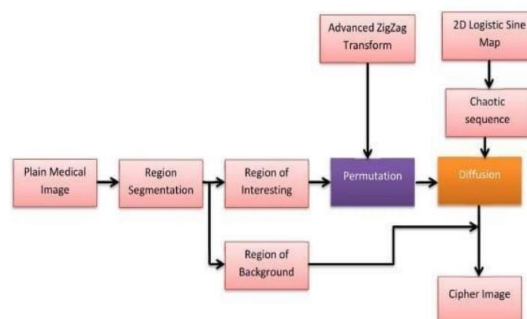 Advanced ZigZag
Transform
2D Logistic Sine
Map
Chaotic
sequence
Plain Medical
Image
Region
Segmentation
Region of
Interesting
Permutation
Diffusion
Region of
Background
Cipher Image